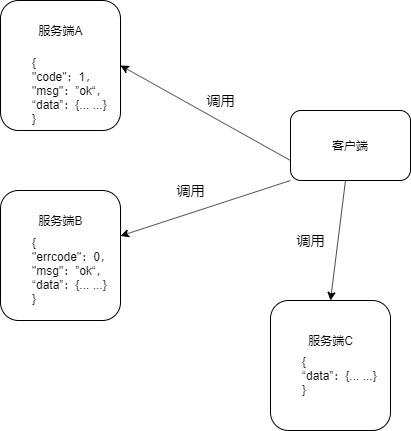 服务端A
{
"code": 1,
"msg": ”ok“,
“data”: {... ...}
}
调用
客户端
调用
服务端B
{
"errcode": 0,
"msg": ”ok“,
“data”: {... ...}
}
调用
服务端C
{
“data”: {... ...}
}